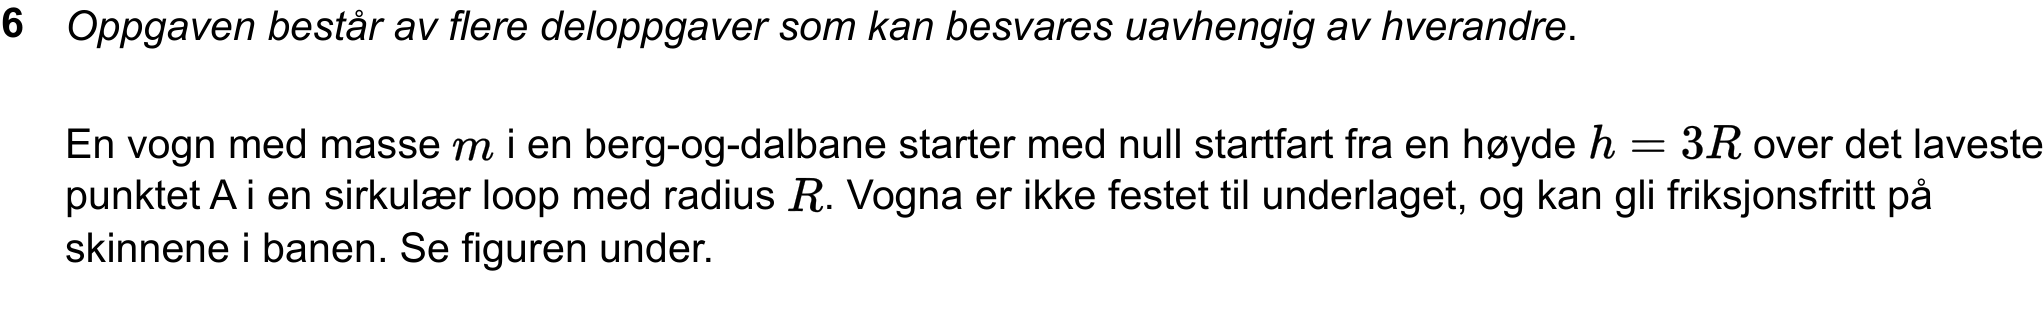 6 Oppgaven består av flere deloppgaver som kan besvares uavhengig av hverandre.
En vogn med masse m i en berg-og-dalbane starter med null startfart fra en høyde h = 3R over det laveste
punktet A i en sirkulær loop med radius R. Vogna er ikke festet til underlaget, og kan gli friksjonsfritt på
skinnene i banen. Se figuren under.